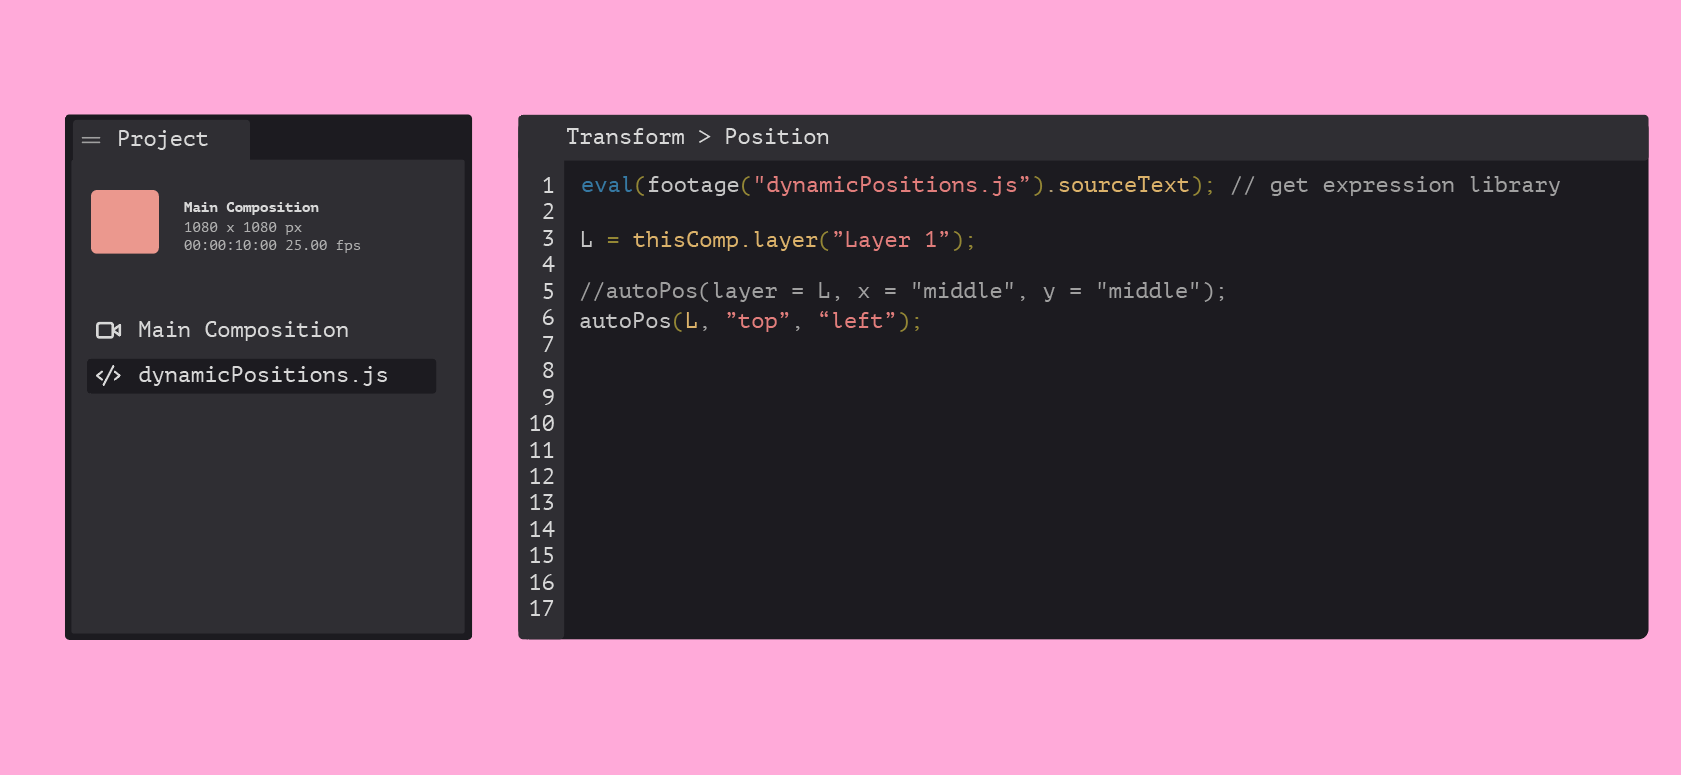 Project
Main Composition
1080 x 1080 px
00:00:10:00 25.00 fps
Main Composition
</> dynamicPositions.js
Transform > Position
1 eval(footage("dynamicPositions.js”).sourceText); // get expression library
2
3 L = thisComp.layer(”Layer 1”);
4
5 //autoPos(layer = L, x = "middle", y = "middle");
6 autoPos(L, ”top”, “left”);
7
8
9
10
11
12
13
14
15
16
17